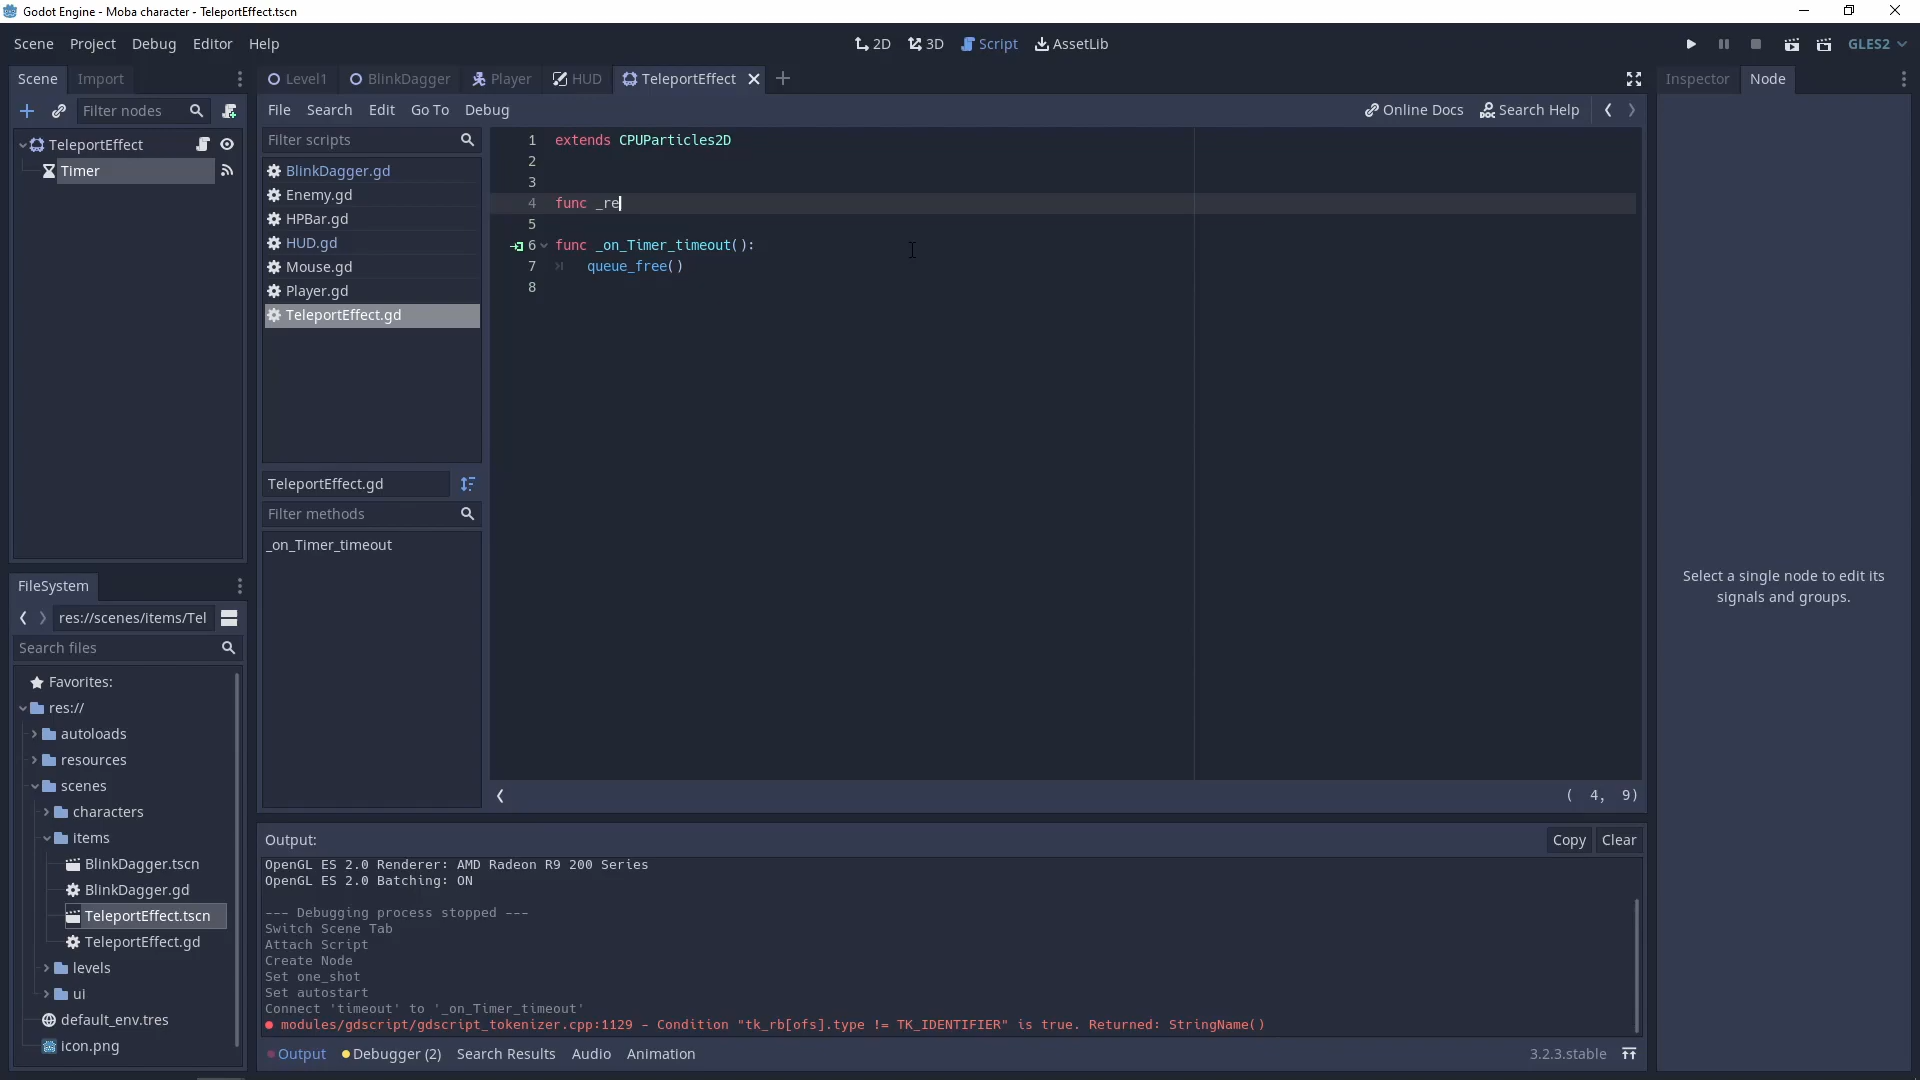 Godot Engine - Moba character - TeleportEffect.tscn
Scene Project Debug Editor Help
2D 3D Script AssetLib
GLES2
Scene Import
Level1 BlinkDagger Player HUD TeleportEffect
Inspector Node
Filter nodes
File Search Edit Go To Debug
Online Docs Search Help
TeleportEffect
Timer
Filter scripts
BlinkDagger.gd
Enemy.gd
HPBar.gd
HUD.gd
Mouse.gd
Player.gd
TeleportEffect.gd
TeleportEffect.gd
Filter methods
_on_Timer_timeout
1 extends CPUParticles2D
2
3
4 func _re
5
6 func _on_Timer_timeout():
7 queue_free()
8
( 4, 9)
Select a single node to edit its
signals and groups.
FileSystem
res://scenes/items/Tel
Search files
Favorites:
res://
autoloads
resources
scenes
characters
items
BlinkDagger.tscn
BlinkDagger.gd
TeleportEffect.tscn
TeleportEffect.gd
levels
ui
default_env.tres
icon.png
Output:
Copy Clear
OpenGL ES 2.0 Renderer: AMD Radeon R9 200 Series
OpenGL ES 2.0 Batching: ON
--- Debugging process stopped ---
Switch Scene Tab
Attach Script
Create Node
Set one_shot
Set autostart
Connect 'timeout' to '_on_Timer_timeout'
modules/gdscript/gdscript_tokenizer.cpp:1129 - Condition "tk_rb[ofs].type != TK_IDENTIFIER" is true. Returned: StringName()
Output Debugger (2) Search Results Audio Animation
3.2.3.stable